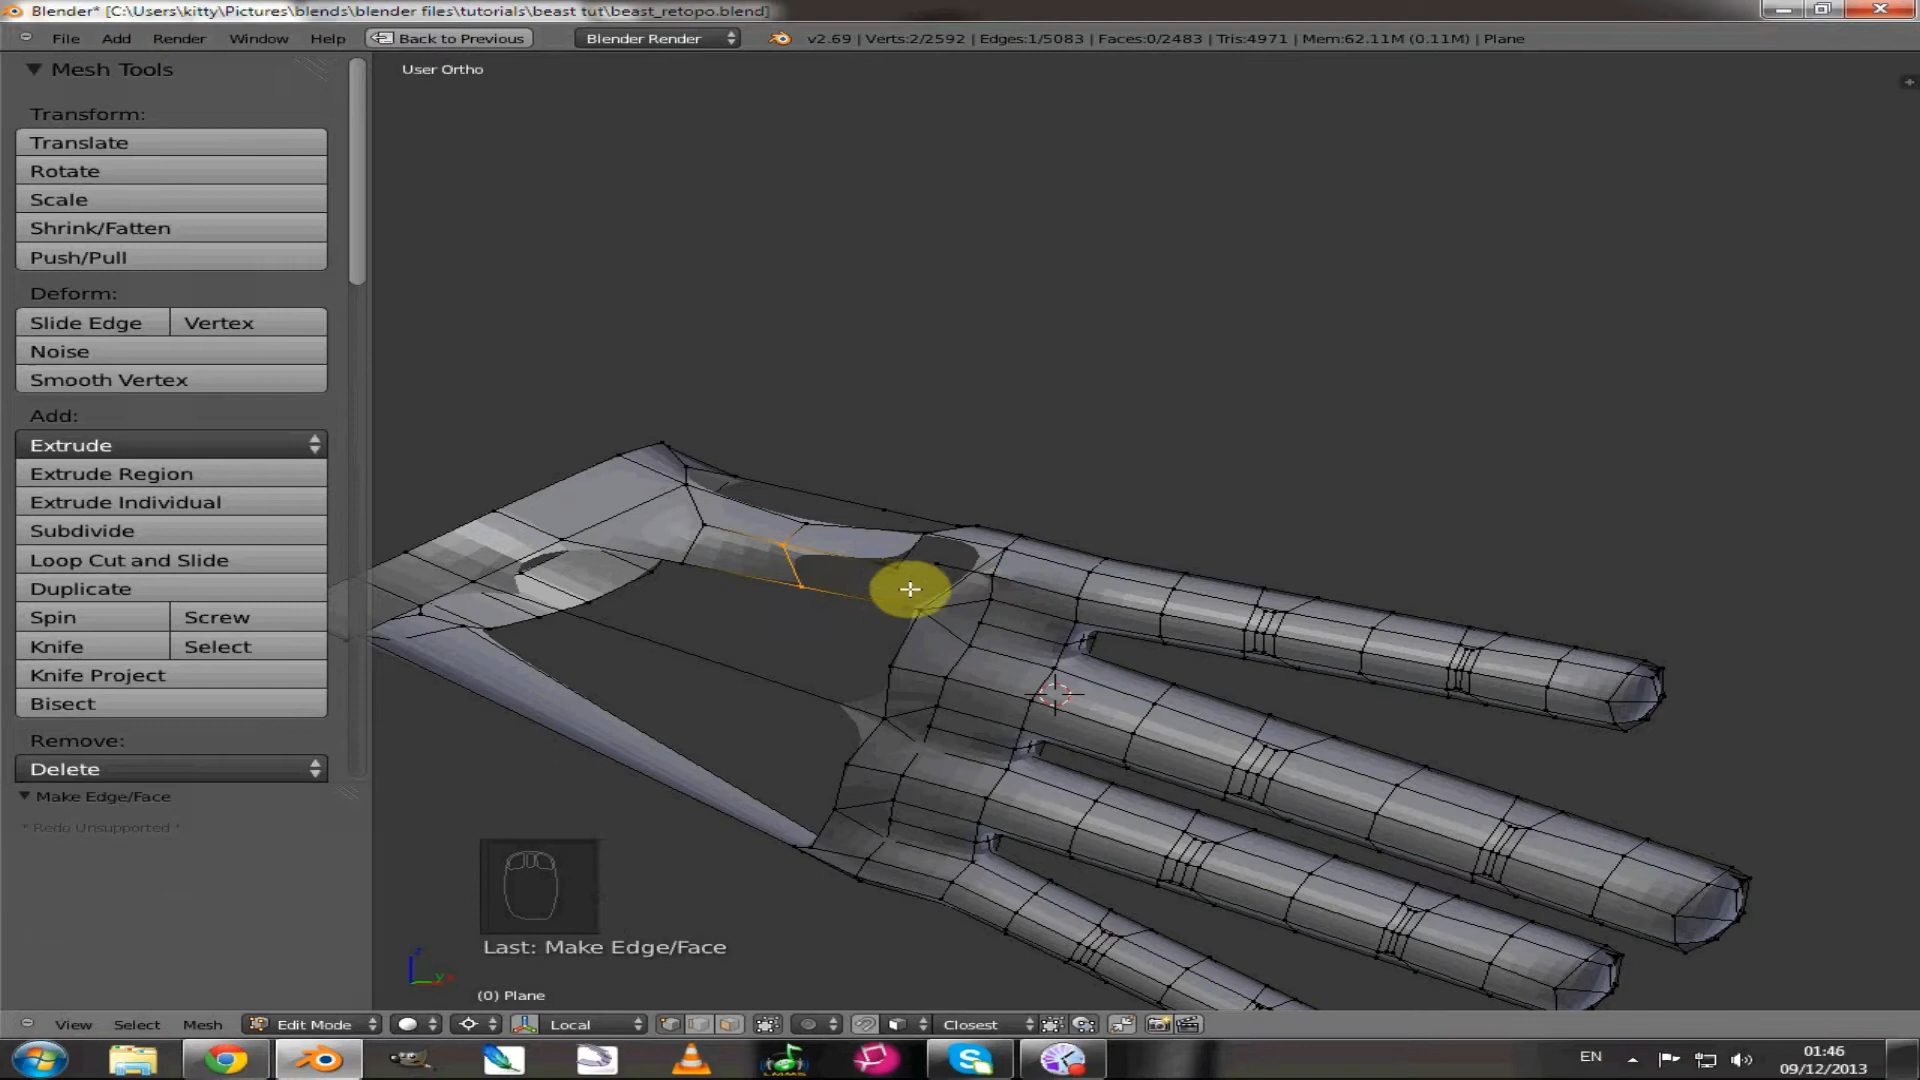 Blender* [C:\Users\kitty\Pictures\blends\blender files\tutorials\beast tut\beast_retopo.blend]
File Add Render Window Help Back to Previous Blender Render v2.69 | Verts:2/2592 | Edges:1/5083 | Faces:0/2483 | Tris:4971 | Mem:62.11M (0.11M) | Plane
Mesh Tools
User Ortho
Transform:
Translate
Rotate
Scale
Shrink/Fatten
Push/Pull
Deform:
Slide Edge Vertex
Noise
Smooth Vertex
Add:
Extrude
Extrude Region
Extrude Individual
Subdivide
Loop Cut and Slide
Duplicate
Spin Screw
Knife Select
Knife Project
Bisect
Remove:
Delete
Make Edge/Face
* Redo Unsupported *
Last: Make Edge/Face
(0) Plane
View Select Mesh Edit Mode Local Closest
EN 01:46
09/12/2013